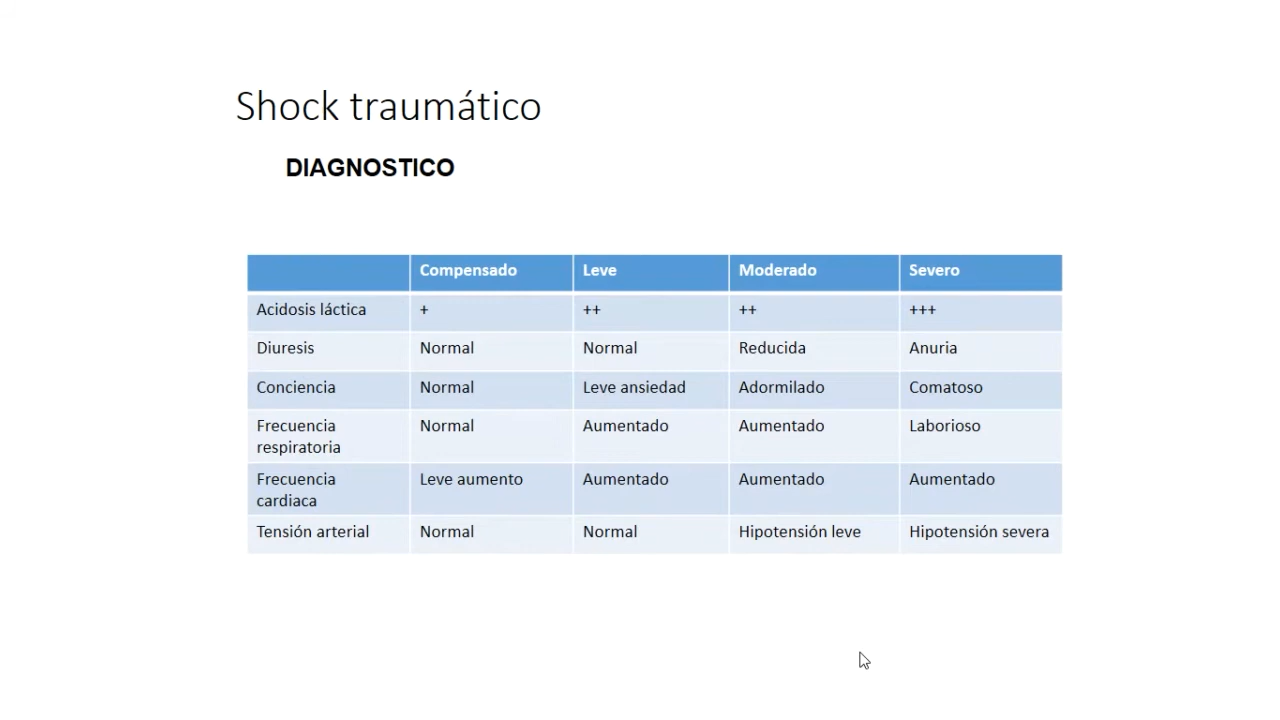 Shock traumático
DIAGNOSTICO
Compensado Leve Moderado Severo
Acidosis láctica + ++ ++ +++
Diuresis Normal Normal Reducida Anuria
Conciencia Normal Leve ansiedad Adormilado Comatoso
Frecuencia respiratoria Normal Aumentado Aumentado Laborioso
Frecuencia cardiaca Leve aumento Aumentado Aumentado Aumentado
Tensión arterial Normal Normal Hipotensión leve Hipotensión severa